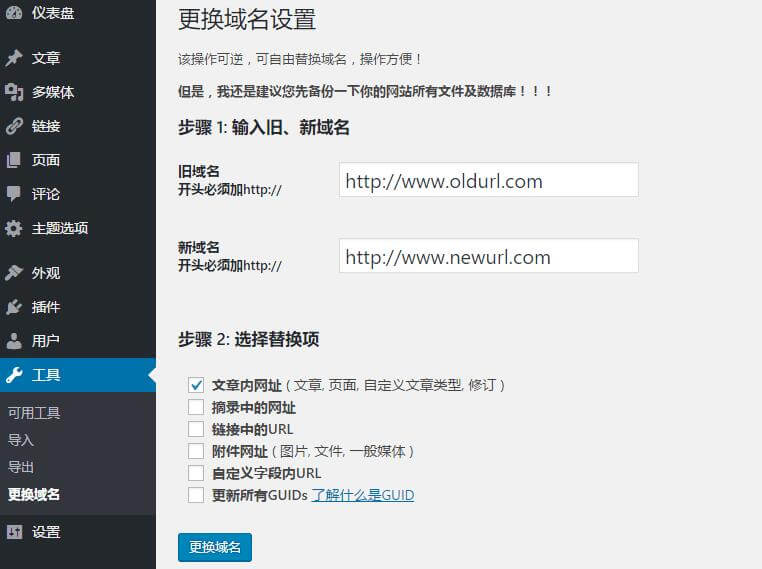 仪表盘
文章
多媒体
链接
页面
评论
主题选项
外观
插件
用户
工具
可用工具
导入
导出
更换域名
设置
更换域名设置
该操作可逆，可自由替换域名，操作方便！
但是，我还是建议您先备份一下你的网站所有文件及数据库！！！
步骤 1: 输入旧、新域名
旧域名
开头必须加http://
http://www.oldurl.com
新域名
开头必须加http://
http://www.newurl.com
步骤 2: 选择替换项
文章内网址 ( 文章, 页面, 自定义文章类型, 修订 )
摘录中的网址
链接中的URL
附件网址 ( 图片, 文件, 一般媒体 )
自定义字段内URL
更新所有GUIDs 了解什么是GUID
更换域名